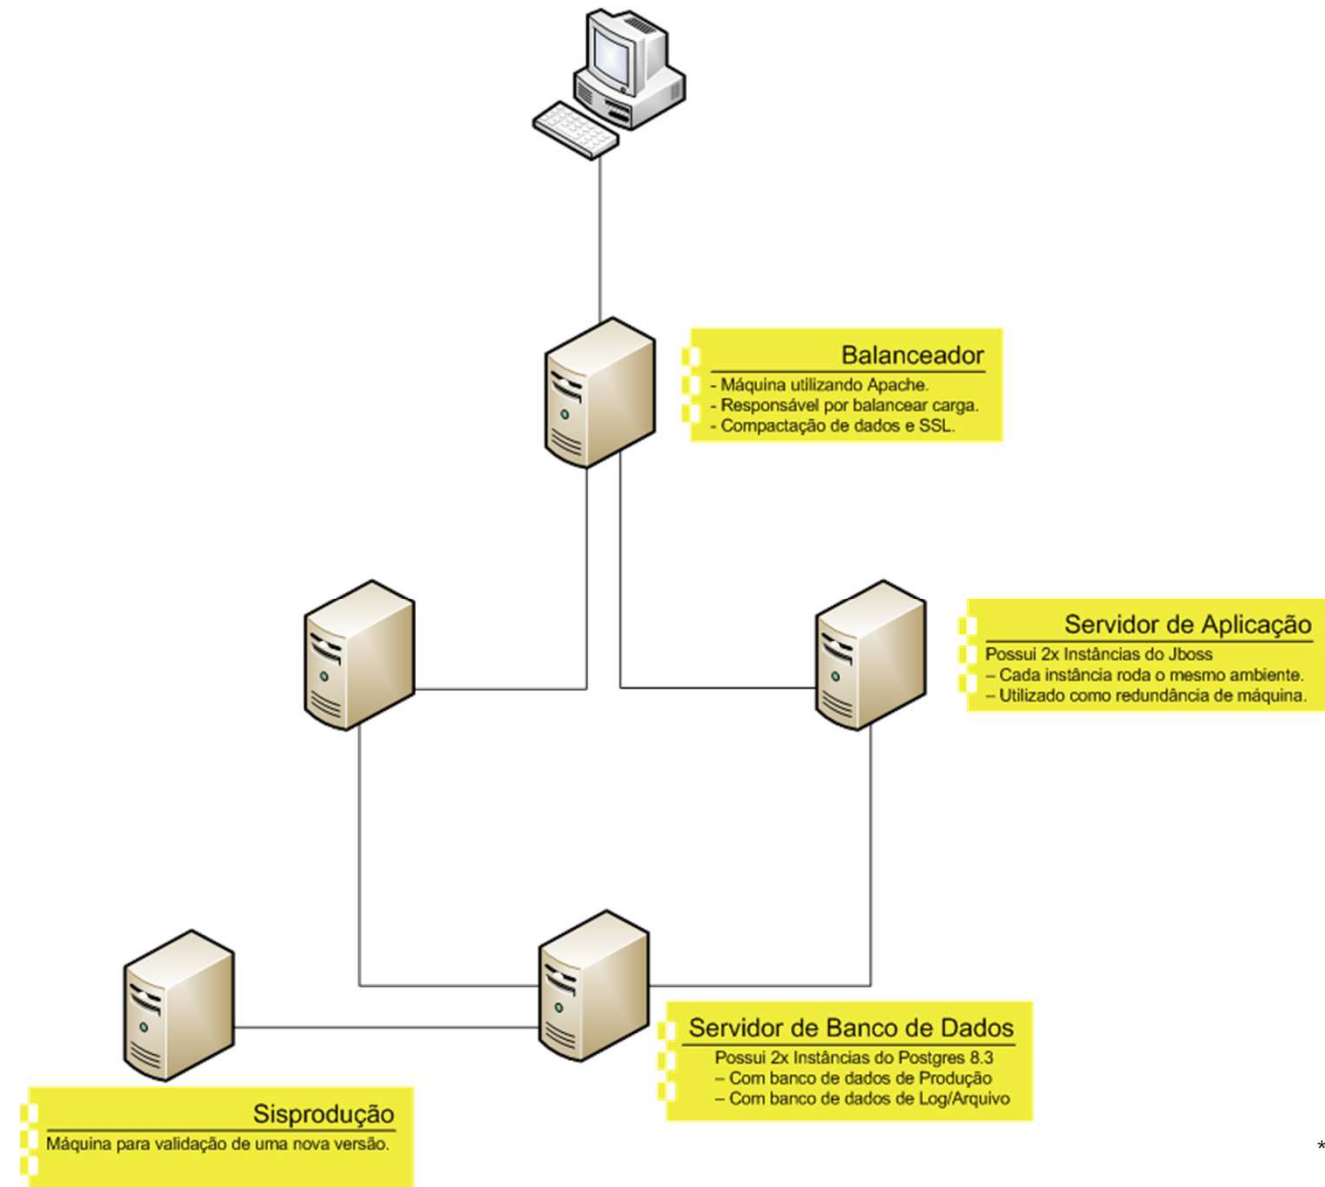 Balanceador
- Máquina utilizando Apache.
- Responsável por balancear carga.
- Compactação de dados e SSL.
Servidor de Aplicação
Possui 2x Instâncias do Jboss
– Cada instância roda o mesmo ambiente.
– Utilizado como redundância de máquina.
Servidor de Banco de Dados
Possui 2x Instâncias do Postgres 8.3
– Com banco de dados de Produção
– Com banco de dados de Log/Arquivo
Sisprodução
Máquina para validação de uma nova versão.
*